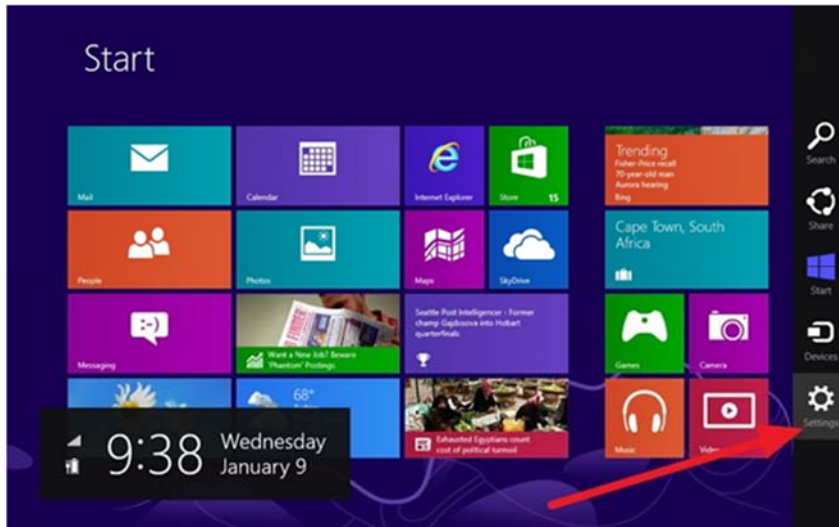 Start
Mail
Calendar
Internet Explorer
Store
15
Trending
Fisher-Price recall
70-year-old man
Aurora hearing
Bing
People
Photos
Maps
SkyDrive
Cape Town, South
Africa
Messaging
Want a New Job? Beware
'Phantom' Postings
Seattle Post Intelligencer - Former
champ Gajdosova into Hobart
quarterfinals
Games
Camera
68°
Exhausted Egyptians count
cost of political turmoil
Music
Video
9:38
Wednesday
January 9
Search
Share
Start
Devices
Settings